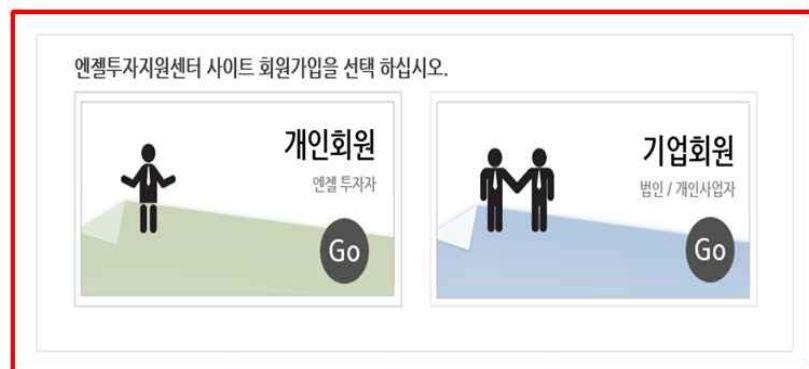 엔젤투자지원센터 사이트 회원가입을 선택 하십시오.
개인회원
엔젤 투자자
Go
기업회원
법인 / 개인사업자
Go